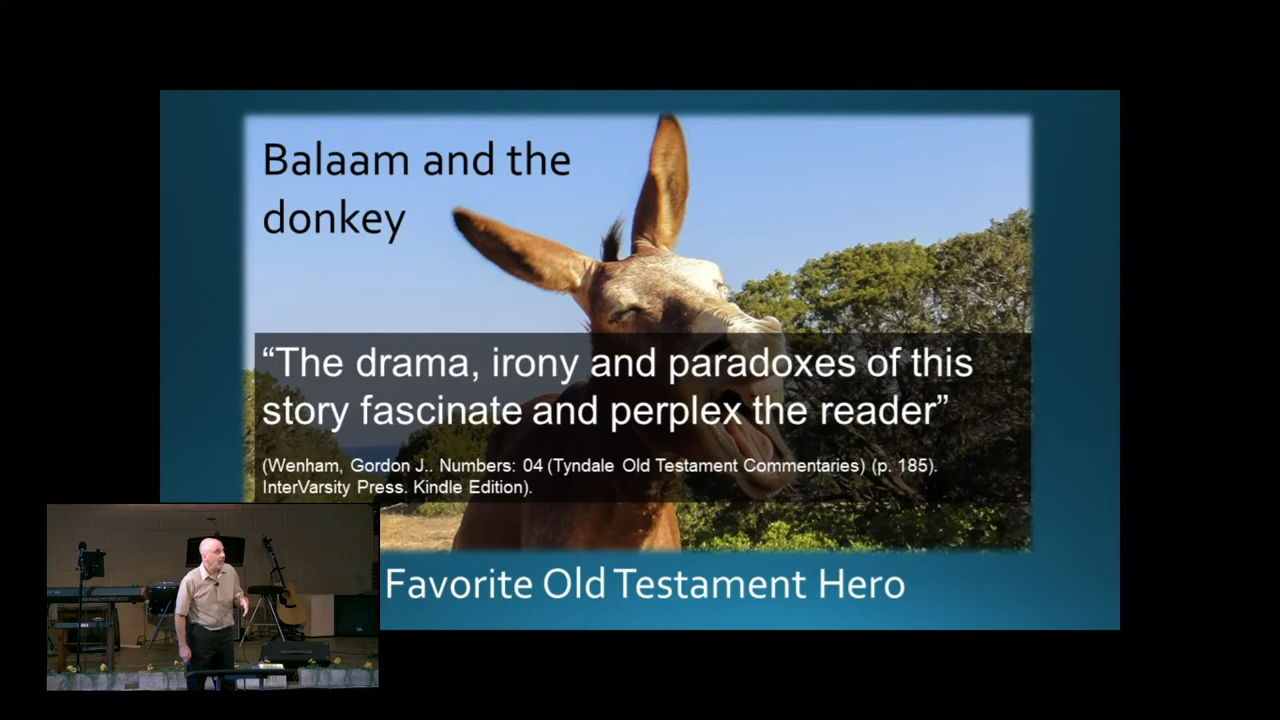 Balaam and the
donkey
“The drama, irony and paradoxes of this
story fascinate and perplex the reader”
(Wenham, Gordon J.. Numbers: 04 (Tyndale Old Testament Commentaries) (p. 185).
InterVarsity Press. Kindle Edition).
Favorite Old Testament Hero